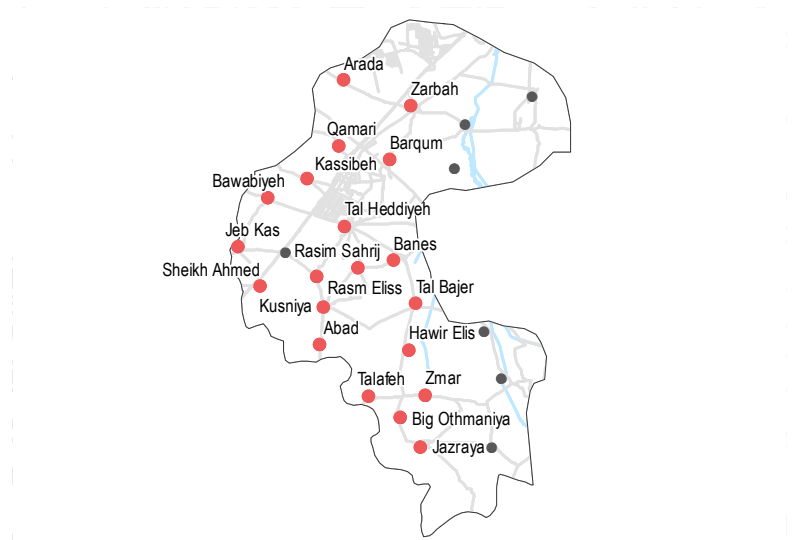 Arada
Zarbah
Qamari
Barqum
Kassibeh
Bawabiyeh
Tal Heddiyeh
Jeb Kas
Rasim Sahrij
Banes
Sheikh Ahmed
Rasm Eliss
Tal Bajer
Kusniya
Abad
Hawir Elis
Talafeh
Zmar
Big Othmaniya
Jazraya